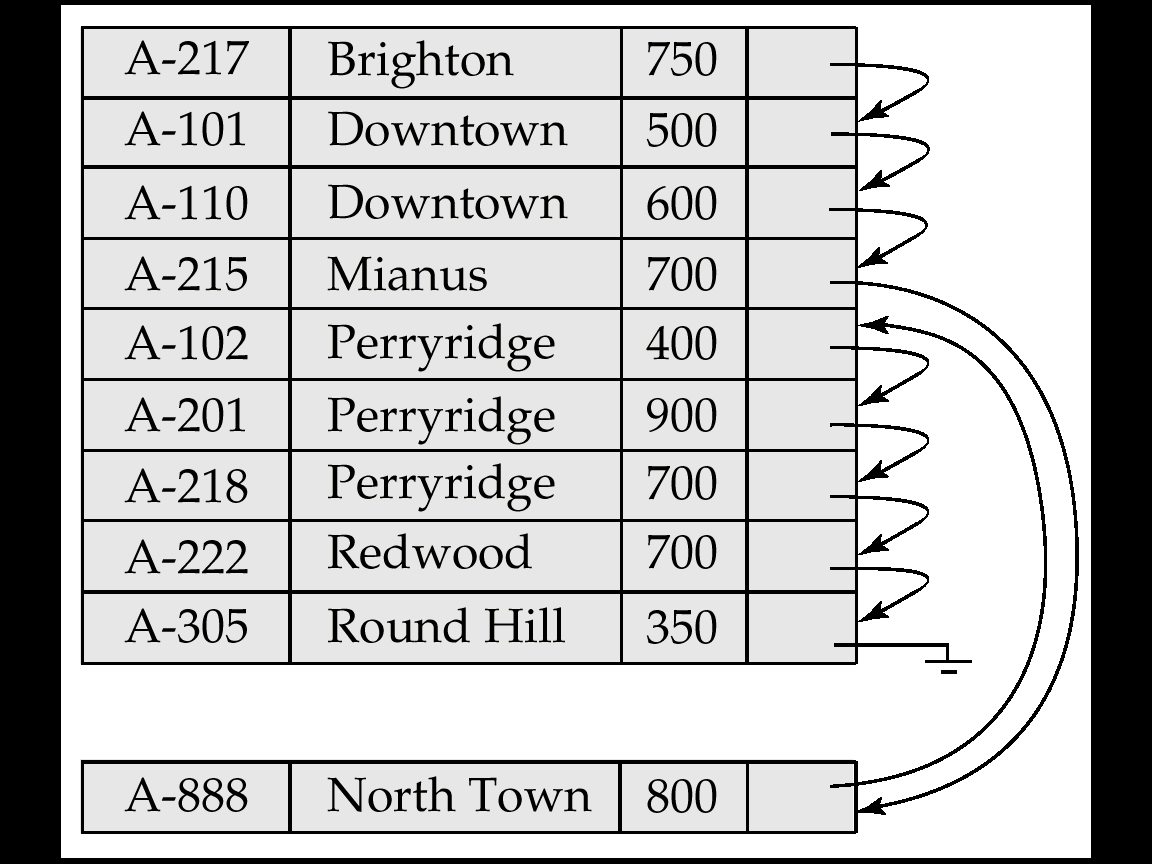 A-217 Brighton 750
A-101 Downtown 500
A-110 Downtown 600
A-215 Mianus 700
A-102 Perryridge 400
A-201 Perryridge 900
A-218 Perryridge 700
A-222 Redwood 700
A-305 Round Hill 350
A-888 North Town 800